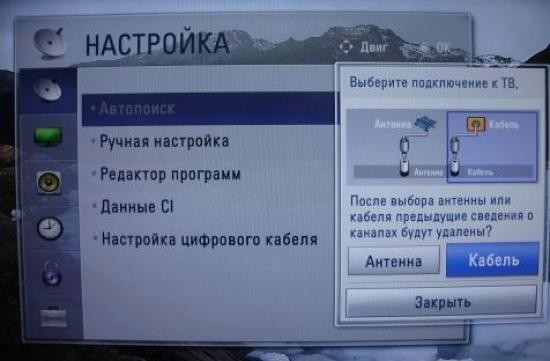 НАСТРОЙКА
Двиг
OK
Автопоиск
Ручная настройка
Редактор программ
Данные CI
Настройка цифрового кабеля
Выберите подключение к ТВ.
Антенна
Кабель
Антенна
Кабель
После выбора антенны или
кабеля предыдущие сведения о
каналах будут удалены?
Антенна
Кабель
Закрыть